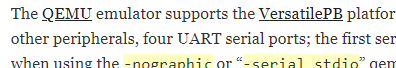 The QEMU emulator supports the VersatilePB platfor
other peripherals, four UART serial ports; the first ser
when using the -nographic or “-serial stdio” qem